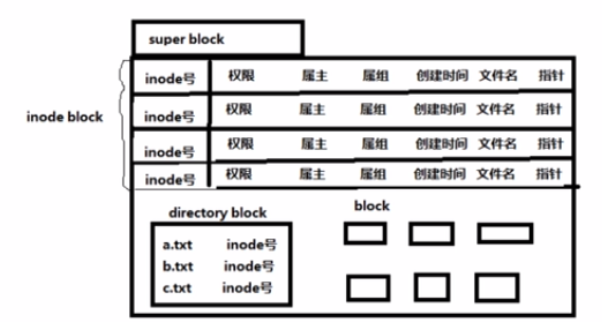 super block
inode block
inode号 权限 属主 属组 创建时间 文件名 指针
inode号 权限 属主 属组 创建时间 文件名 指针
inode号 权限 属主 属组 创建时间 文件名 指针
inode号 权限 属主 属组 创建时间 文件名 指针
directory block
a.txt inode号
b.txt inode号
c.txt inode号
block